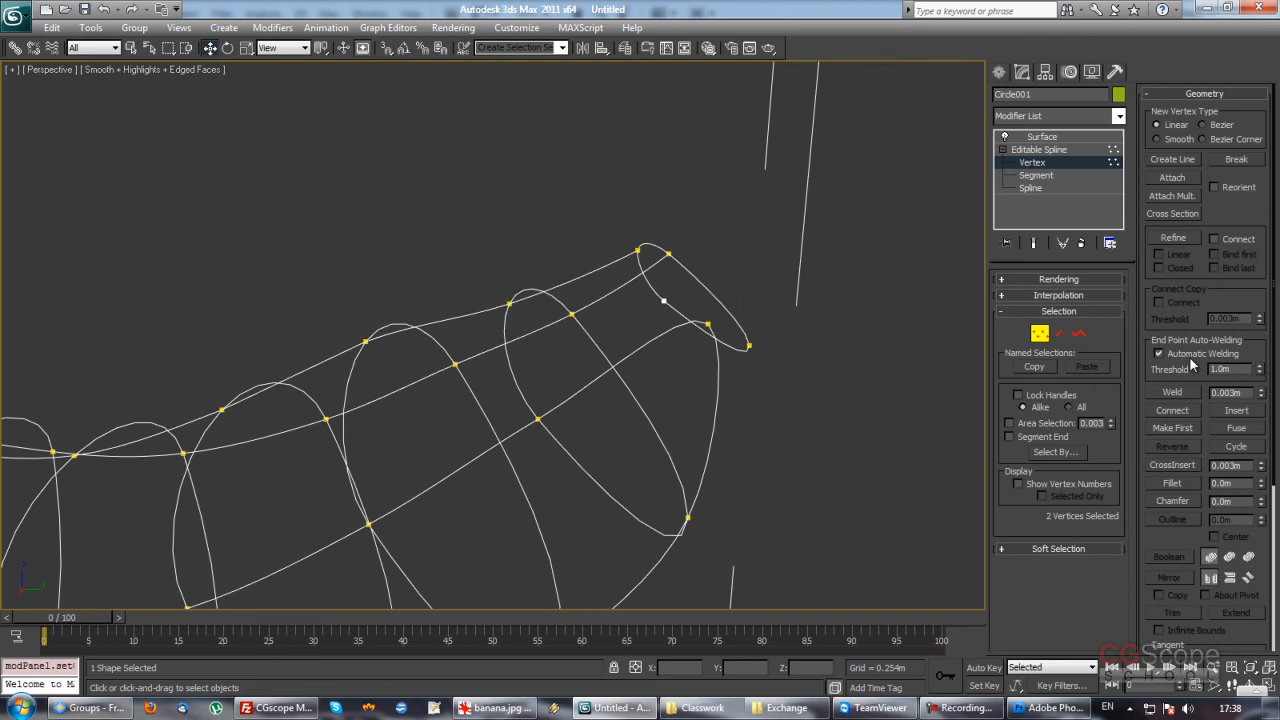 Autodesk 3ds Max 2011 x64 Untitled
Type a keyword or phrase
Edit Tools Group Views Create Modifiers Animation Graph Editors Rendering Customize MAXScript Help
All View Create Selection Se
[ + ] [ Perspective ] [ Smooth + Highlights + Edged Faces ]
Circle001
Modifier List
Surface
Editable Spline
Vertex
Segment
Spline
+ Rendering
+ Interpolation
- Selection
Named Selections:
Copy Paste
Lock Handles
Alike All
Area Selection: 0.003
Segment End
Select By...
Display
Show Vertex Numbers
Selected Only
2 Vertices Selected
+ Soft Selection
- Geometry
New Vertex Type
Linear Bezier
Smooth Bezier Corner
Create Line Break
Attach
Reorient
Attach Mult.
Cross Section
Refine Connect
Linear Bind first
Closed Bind last
Connect Copy
Connect
Threshold 0.003m
End Point Auto-Welding
Automatic Welding
Threshold 1.0m
Weld 0.003m
Connect Insert
Make First Fuse
Reverse Cycle
CrossInsert 0.003m
Fillet 0.0m
Chamfer 0.0m
Outline 0.0m
Center
Boolean
Mirror
Copy About Pivot
Trim Extend
Infinite Bounds
Tangent
z
y
0 / 100
0 5 10 15 20 25 30 35 40 45 50 55 60 65 70 75 80 85 90 95 100
modPanel.set
Welcome to M
1 Shape Selected
Click or click-and-drag to select objects
X: Y: Z: Grid = 0.254m
Add Time Tag
Auto Key Selected
Set Key Key Filters...
0
CGScope
SCHOOL
Groups - Fr...
CGscope M...
banana.jpg ...
Untitled - A...
Classwork
Exchange
TeamViewer
Recording...
Adobe Pho...
EN
17:38